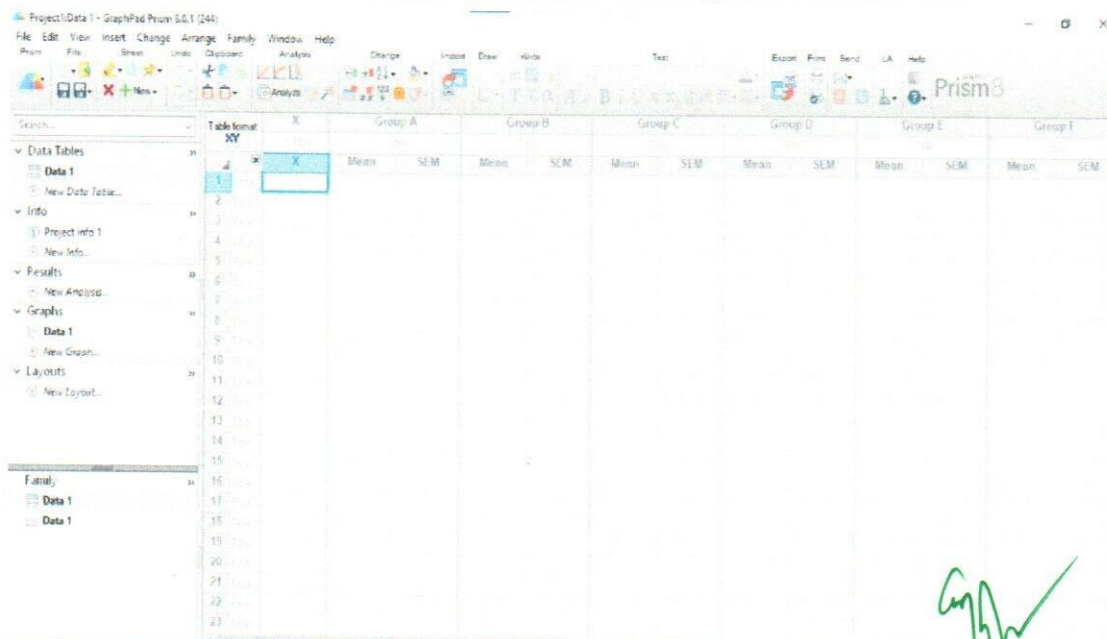 Project1:Data 1 - GraphPad Prism 8.0.1 (244)
File Edit View Insert Change Arrange Family Window Help
Prism File Sheet Undo Clipboard Analysis Change Import Draw Write Text Export Print Send LA Help
New Analyze Prism 8
Search...
Table format XY X Group A Group B Group C Group D Group E Group F
X Mean SEM Mean SEM Mean SEM Mean SEM Mean SEM Mean SEM
Data Tables
Data 1
New Data Table...
Info
Project info 1
New Info...
Results
New Analysis...
Graphs
Data 1
New Graph...
Layouts
New Layout...
Family
Data 1
Data 1
1
2
3
4
5
6
7
8
9
10
11
12
13
14
15
16
17
18
19
20
21
22
23